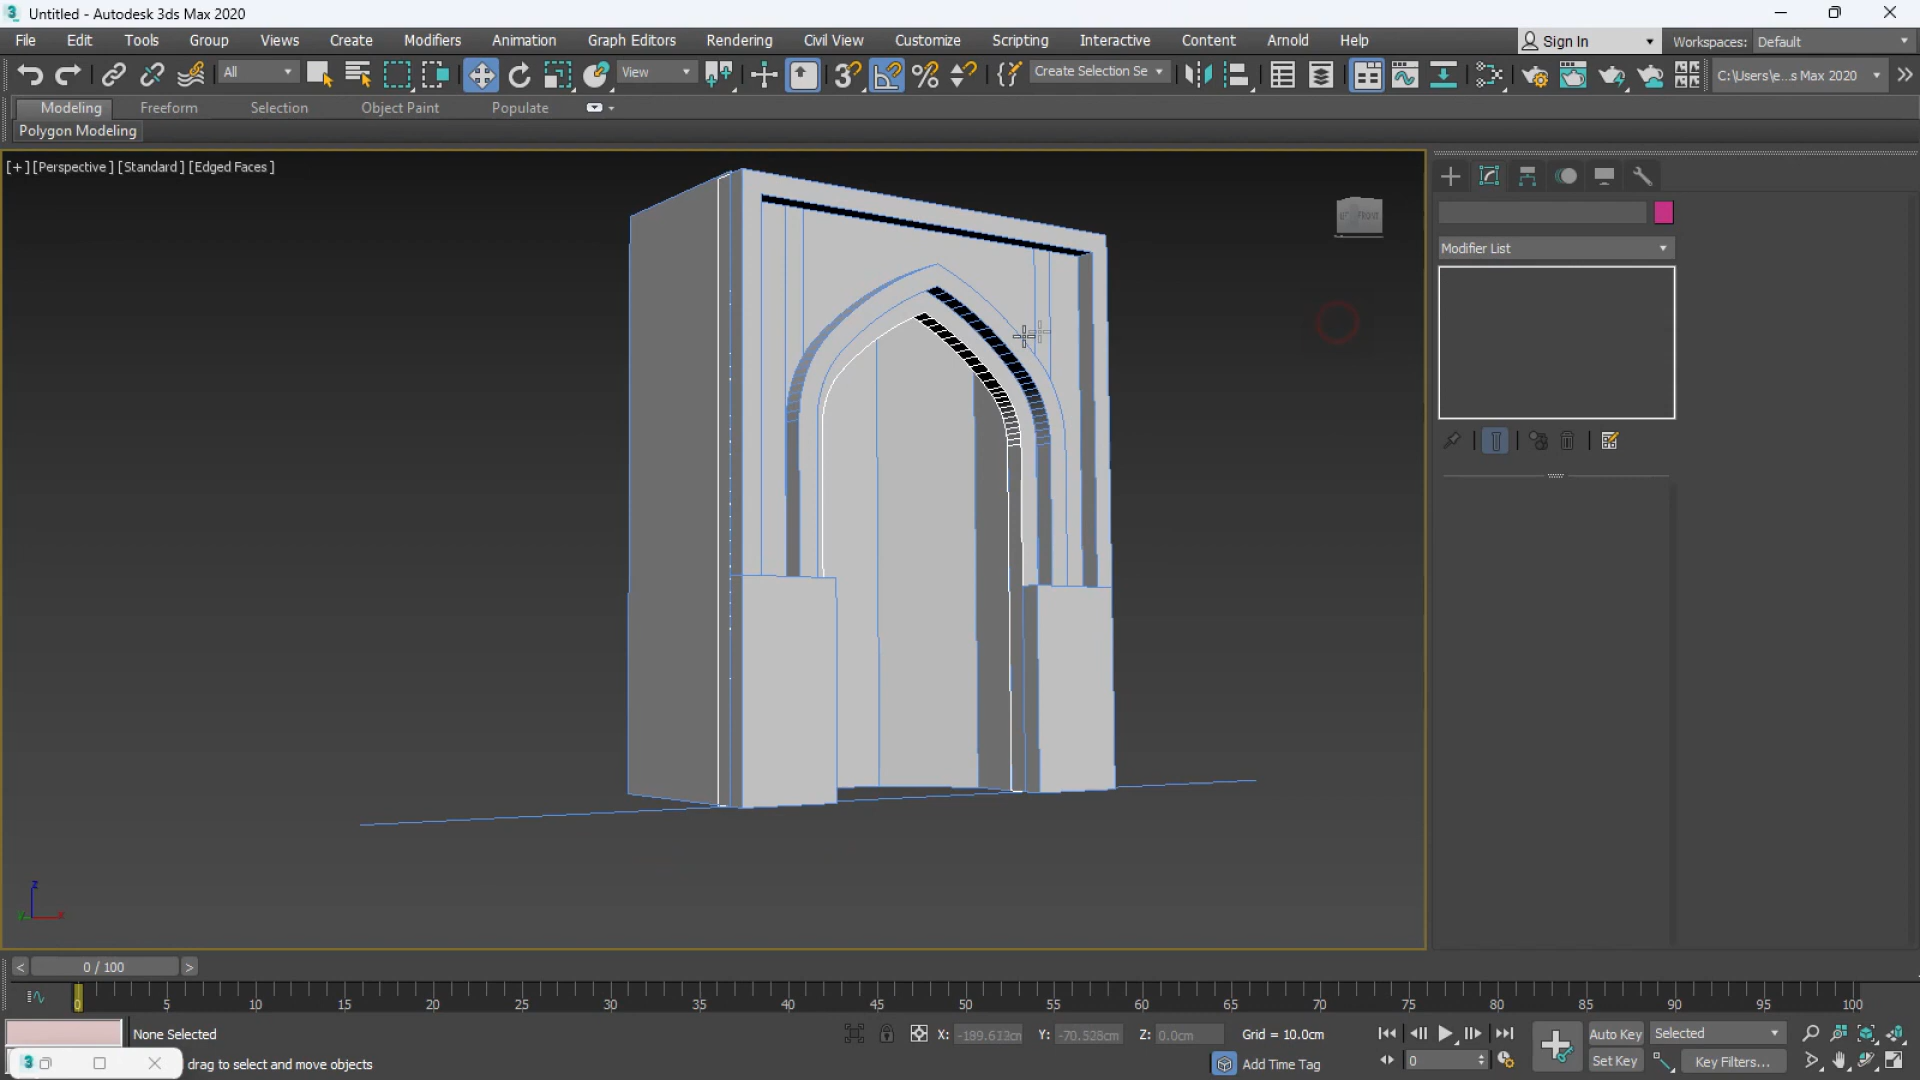 Untitled - Autodesk 3ds Max 2020
File Edit Tools Group Views Create Modifiers Animation Graph Editors Rendering Civil View Customize Scripting Interactive Content Arnold Help Sign In Workspaces: Default
All View Create Selection Se C:\Users\e...s Max 2020
Modeling Freeform Selection Object Paint Populate
Polygon Modeling
[+] [Perspective] [Standard] [Edged Faces]
FRONT
Modifier List
z
x
0 / 100
0 5 10 15 20 25 30 35 40 45 50 55 60 65 70 75 80 85 90 95 100
None Selected X: -189.613cm Y: -70.528cm Z: 0.0cm Grid = 10.0cm Auto Key Selected
drag to select and move objects Add Time Tag 0 Set Key Key Filters...